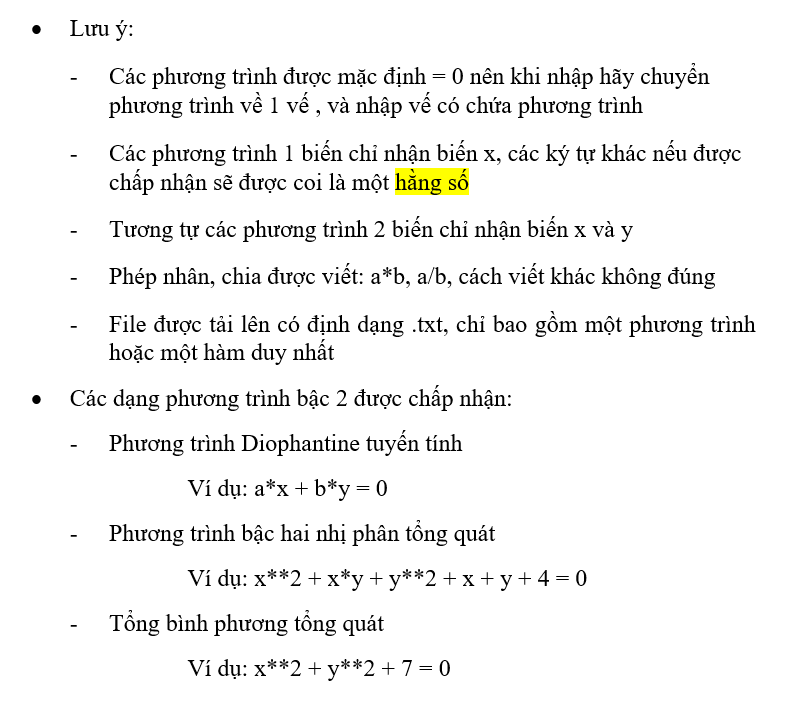 • Lưu ý:
- Các phương trình được mặc định = 0 nên khi nhập hãy chuyển
phương trình về 1 vế , và nhập vế có chứa phương trình
- Các phương trình 1 biến chỉ nhận biến x, các ký tự khác nếu được
chấp nhận sẽ được coi là một hằng số
- Tương tự các phương trình 2 biến chỉ nhận biến x và y
- Phép nhân, chia được viết: a*b, a/b, cách viết khác không đúng
- File được tải lên có định dạng .txt, chỉ bao gồm một phương trình
hoặc một hàm duy nhất
• Các dạng phương trình bậc 2 được chấp nhận:
- Phương trình Diophantine tuyến tính
Ví dụ: a*x + b*y = 0
- Phương trình bậc hai nhị phân tổng quát
Ví dụ: x**2 + x*y + y**2 + x + y + 4 = 0
- Tổng bình phương tổng quát
Ví dụ: x**2 + y**2 + 7 = 0